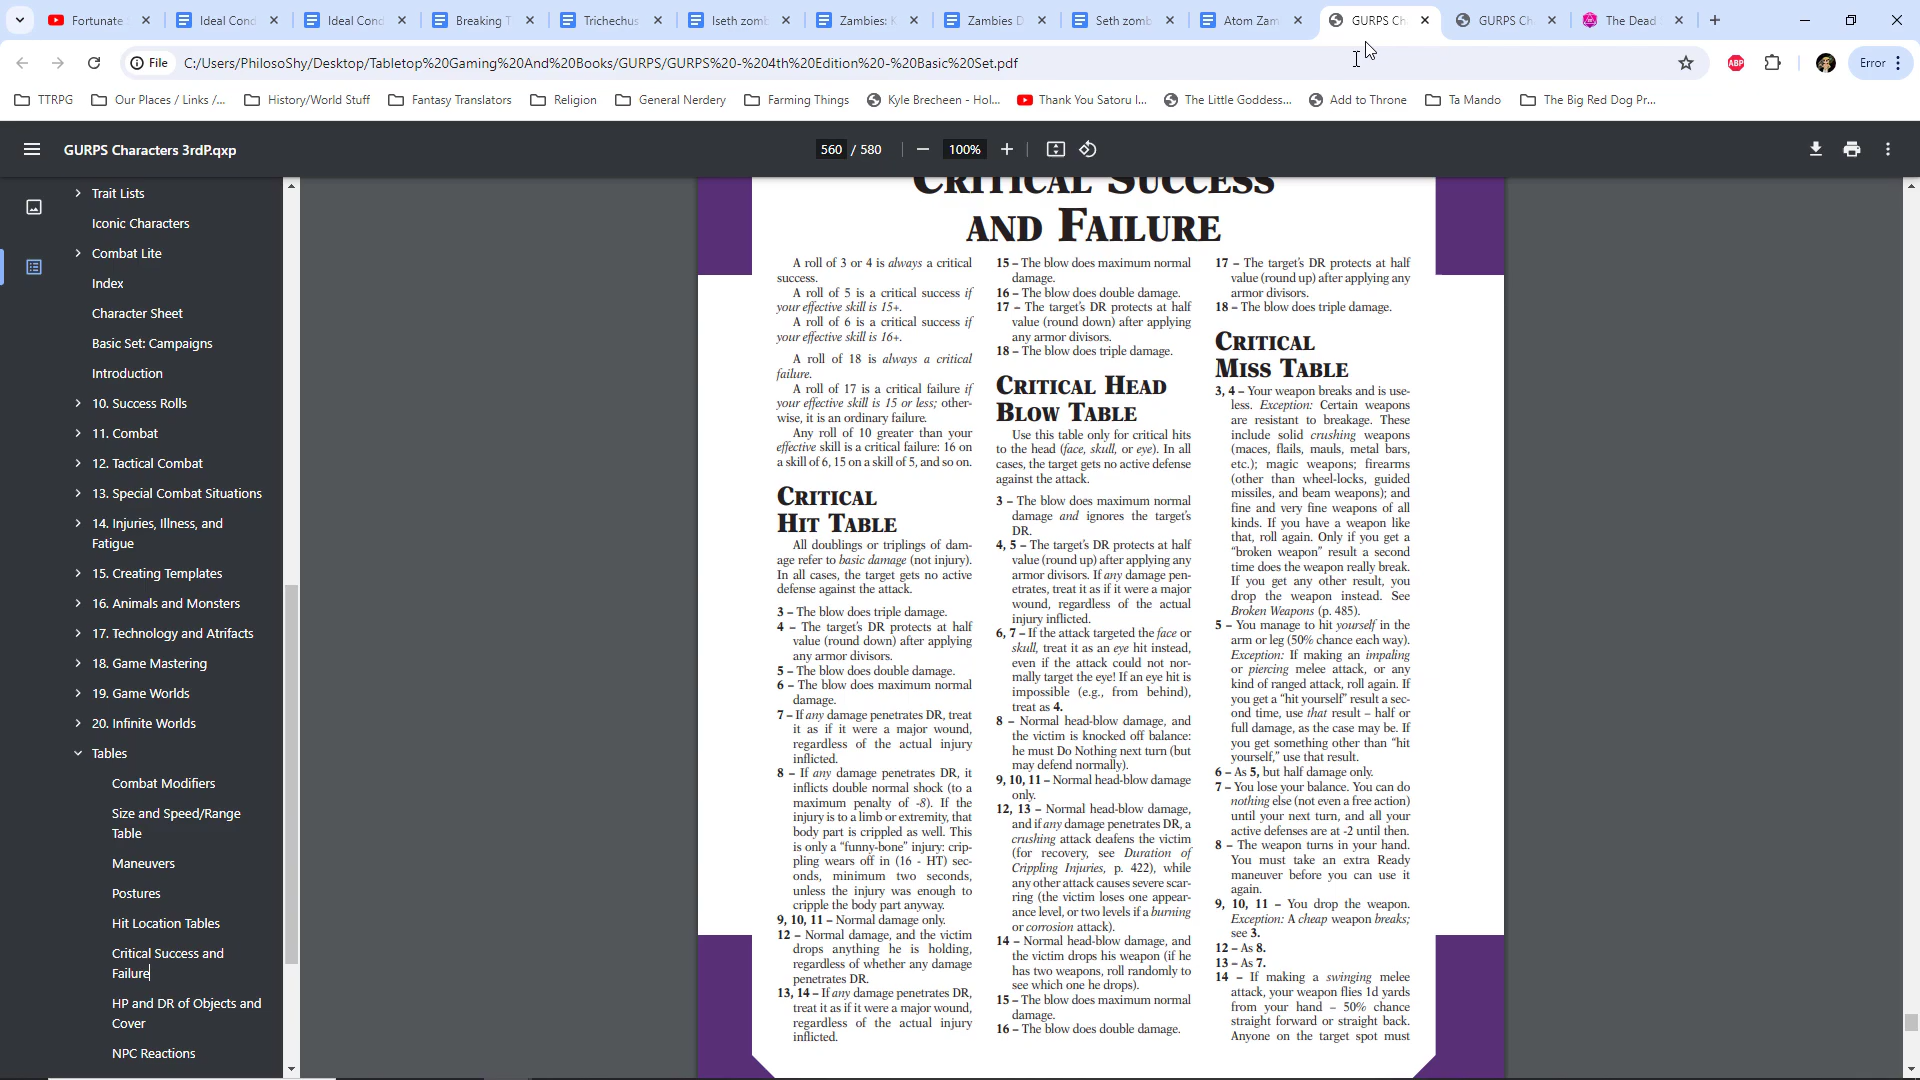 Fortunate
Ideal Cond
Ideal Cond
Breaking T
Trichechus
Iseth zomb
Zambies: K
Zambies D
Seth zomb
Atom Zam
GURPS Ch
GURPS Ch
The Dead
File
C:/Users/PhilosoShy/Desktop/Tabletop%20Gaming%20And%20Books/GURPS/GURPS%20-%204th%20Edition%20-%20Basic%20Set.pdf
ABP
Error
TTRPG
Our Places / Links /...
History/World Stuff
Fantasy Translators
Religion
General Nerdery
Farming Things
Kyle Brecheen - Hol...
Thank You Satoru I...
The Little Goddess...
Add to Throne
Ta Mando
The Big Red Dog Pr...
GURPS Characters 3rdP.qxp
560 / 580
100%
Trait Lists
Iconic Characters
Combat Lite
Index
Character Sheet
Basic Set: Campaigns
Introduction
10. Success Rolls
11. Combat
12. Tactical Combat
13. Special Combat Situations
14. Injuries, Illness, and
Fatigue
15. Creating Templates
16. Animals and Monsters
17. Technology and Atrifacts
18. Game Mastering
19. Game Worlds
20. Infinite Worlds
Tables
Combat Modifiers
Size and Speed/Range
Table
Maneuvers
Postures
Hit Location Tables
Critical Success and
Failure
HP and DR of Objects and
Cover
NPC Reactions
CRITICAL SUCCESS
AND FAILURE
A roll of 3 or 4 is always a critical
success.
A roll of 5 is a critical success if
your effective skill is 15+.
A roll of 6 is a critical success if
your effective skill is 16+.
A roll of 18 is always a critical
failure.
A roll of 17 is a critical failure if
your effective skill is 15 or less; other-
wise, it is an ordinary failure.
Any roll of 10 greater than your
effective skill is a critical failure: 16 on
a skill of 6, 15 on a skill of 5, and so on.
CRITICAL
HIT TABLE
All doublings or triplings of dam-
age refer to basic damage (not injury).
In all cases, the target gets no active
defense against the attack.
3 – The blow does triple damage.
4 – The target's DR protects at half
value (round down) after applying
any armor divisors.
5 – The blow does double damage.
6 – The blow does maximum normal
damage.
7 – If any damage penetrates DR, treat
it as if it were a major wound,
regardless of the actual injury
inflicted.
8 – If any damage penetrates DR, it
inflicts double normal shock (to a
maximum penalty of -8). If the
injury is to a limb or extremity, that
body part is crippled as well. This
is only a “funny-bone” injury: crip-
pling wears off in (16 - HT) sec-
onds, minimum two seconds,
unless the injury was enough to
cripple the body part anyway.
9, 10, 11 – Normal damage only.
12 – Normal damage, and the victim
drops anything he is holding,
regardless of whether any damage
penetrates DR.
13, 14 – If any damage penetrates DR,
treat it as if it were a major wound,
regardless of the actual injury
inflicted.
15 – The blow does maximum normal
damage.
16 – The blow does double damage.
17 – The target's DR protects at half
value (round down) after applying
any armor divisors.
18 – The blow does triple damage.
CRITICAL HEAD
BLOW TABLE
Use this table only for critical hits
to the head (face, skull, or eye). In all
cases, the target gets no active defense
against the attack.
3 – The blow does maximum normal
damage and ignores the target's
DR.
4, 5 – The target's DR protects at half
value (round up) after applying any
armor divisors. If any damage pen-
etrates, treat it as if it were a major
wound, regardless of the actual
injury inflicted.
6, 7 – If the attack targeted the face or
skull, treat it as an eye hit instead,
even if the attack could not nor-
mally target the eye! If an eye hit is
impossible (e.g., from behind),
treat as 4.
8 – Normal head-blow damage, and
the victim is knocked off balance:
he must Do Nothing next turn (but
may defend normally).
9, 10, 11 – Normal head-blow damage
only.
12, 13 – Normal head-blow damage,
and if any damage penetrates DR, a
crushing attack deafens the victim
(for recovery, see Duration of
Crippling Injuries, p. 422), while
any other attack causes severe scar-
ring (the victim loses one appear-
ance level, or two levels if a burning
or corrosion attack).
14 – Normal head-blow damage, and
the victim drops his weapon (if he
has two weapons, roll randomly to
see which one he drops).
15 – The blow does maximum normal
damage.
16 – The blow does double damage.
17 – The target's DR protects at half
value (round up) after applying any
armor divisors.
18 – The blow does triple damage.
CRITICAL
MISS TABLE
3, 4 – Your weapon breaks and is use-
less. Exception: Certain weapons
are resistant to breakage. These
include solid crushing weapons
(maces, flails, mauls, metal bars,
etc.); magic weapons; firearms
(other than wheel-locks, guided
missiles, and beam weapons); and
fine and very fine weapons of all
kinds. If you have a weapon like
that, roll again. Only if you get a
“broken weapon” result a second
time does the weapon really break.
If you get any other result, you
drop the weapon instead. See
Broken Weapons (p. 485).
5 – You manage to hit yourself in the
arm or leg (50% chance each way).
Exception: If making an impaling
or piercing melee attack, or any
kind of ranged attack, roll again. If
you get a “hit yourself” result a sec-
ond time, use that result – half or
full damage, as the case may be. If
you get something other than “hit
yourself,” use that result.
6 – As 5, but half damage only.
7 – You lose your balance. You can do
nothing else (not even a free action)
until your next turn, and all your
active defenses are at -2 until then.
8 – The weapon turns in your hand.
You must take an extra Ready
maneuver before you can use it
again.
9, 10, 11 – You drop the weapon.
Exception: A cheap weapon breaks;
see 3.
12 – As 8.
13 – As 7.
14 – If making a swinging melee
attack, your weapon flies 1d yards
from your hand – 50% chance
straight forward or straight back.
Anyone on the target spot must